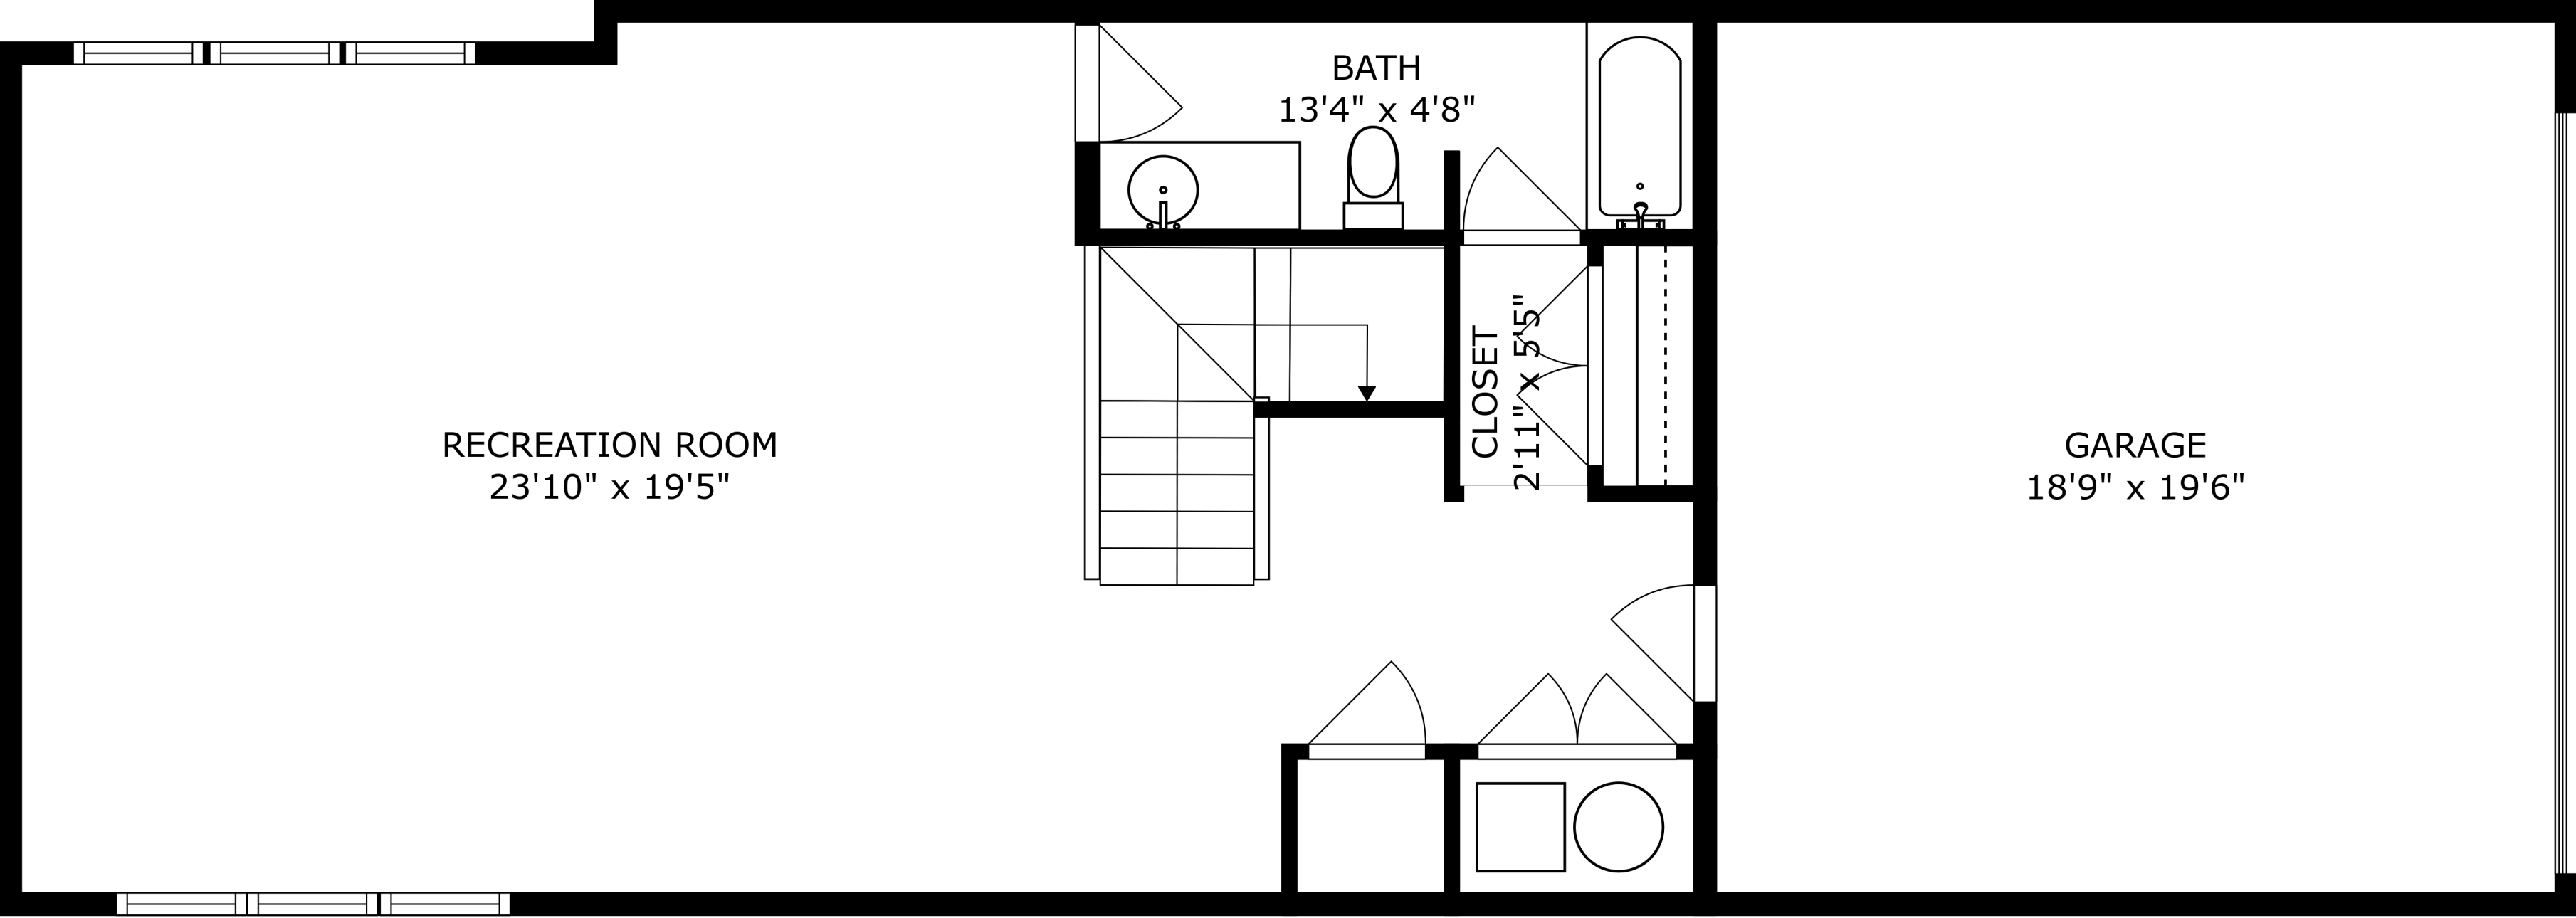 BATH
13'4" x 4'8"
CLOSET
2'11" x 5'5"
RECREATION ROOM
23'10" x 19'5"
GARAGE
18'9" x 19'6"